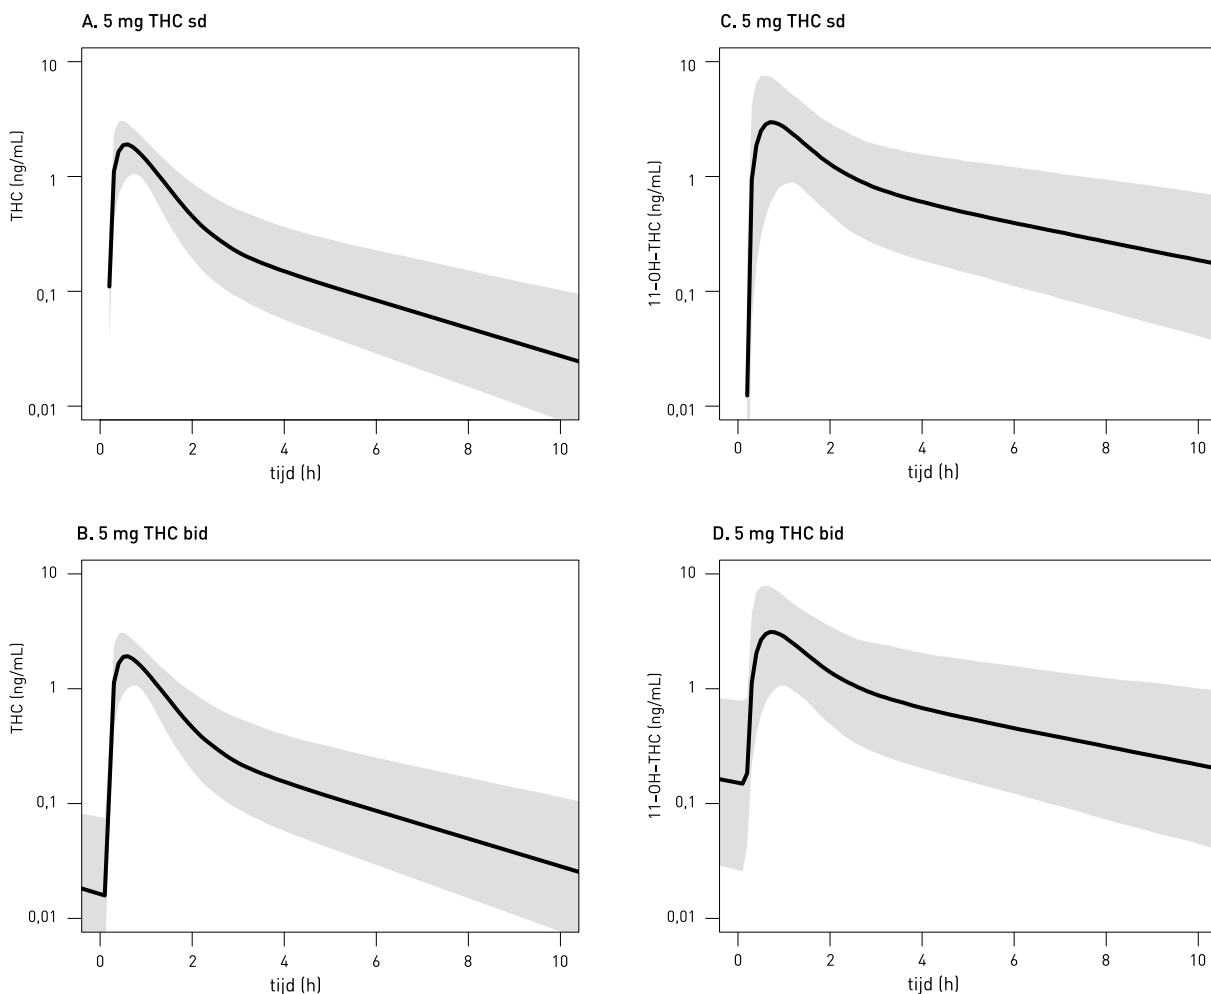 A. 5 mg THC sd
10
1
0,1
0,01
THC (ng/mL)
0 2 4 6 8 10
tijd (h)
C. 5 mg THC sd
10
1
0,1
0,01
11-OH-THC (ng/mL)
0 2 4 6 8 10
tijd (h)
B. 5 mg THC bid
10
1
0,1
0,01
THC (ng/mL)
0 2 4 6 8 10
tijd (h)
D. 5 mg THC bid
10
1
0,1
0,01
11-OH-THC (ng/mL)
0 2 4 6 8 10
tijd (h)